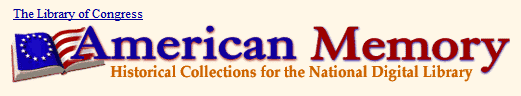 The Library of Congress
American Memory
Historical Collections for the National Digital Library